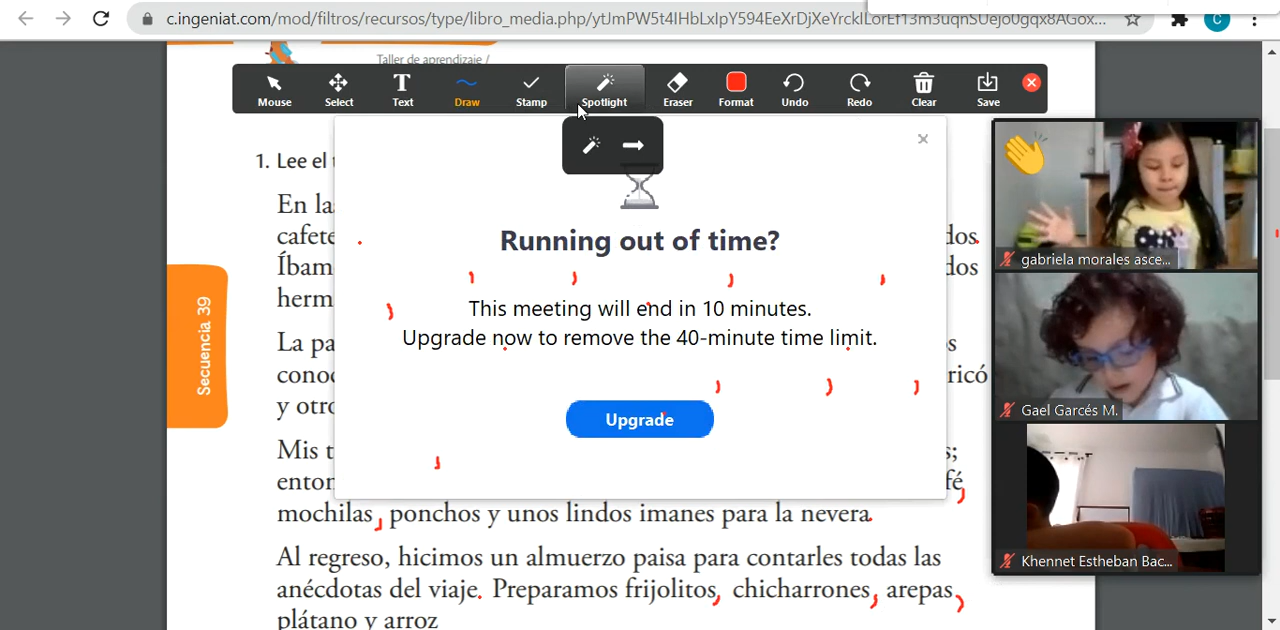 c.ingeniat.com/mod/filtros/recursos/type/libro_media.php/
C
Taller de aprendizaje /
Mouse
Select
Text
Draw
Stamp
Spotlight
Eraser
Format
Undo
Redo
Clear
Save
1. Lee el
En
cafete
dos.
Íbam
dos
herm
La pa
s
cono
ricó
y otro
Mis t
s;
enton
fé,
Running out of time?
This meeting will end in 10 minutes.
Upgrade now to remove the 40-minute time limit.
Upgrade
mochilas, ponchos y unos lindos imanes para la nevera.
Al regreso, hicimos un almuerzo paisa para contarles todas las
anécdotas del viaje. Preparamos frijolitos, chicharrones, arepas,
plátano y arroz
Secuencia 39
gabriela morales asce...
Gael Garcés M.
Khennet Estheban Bac...